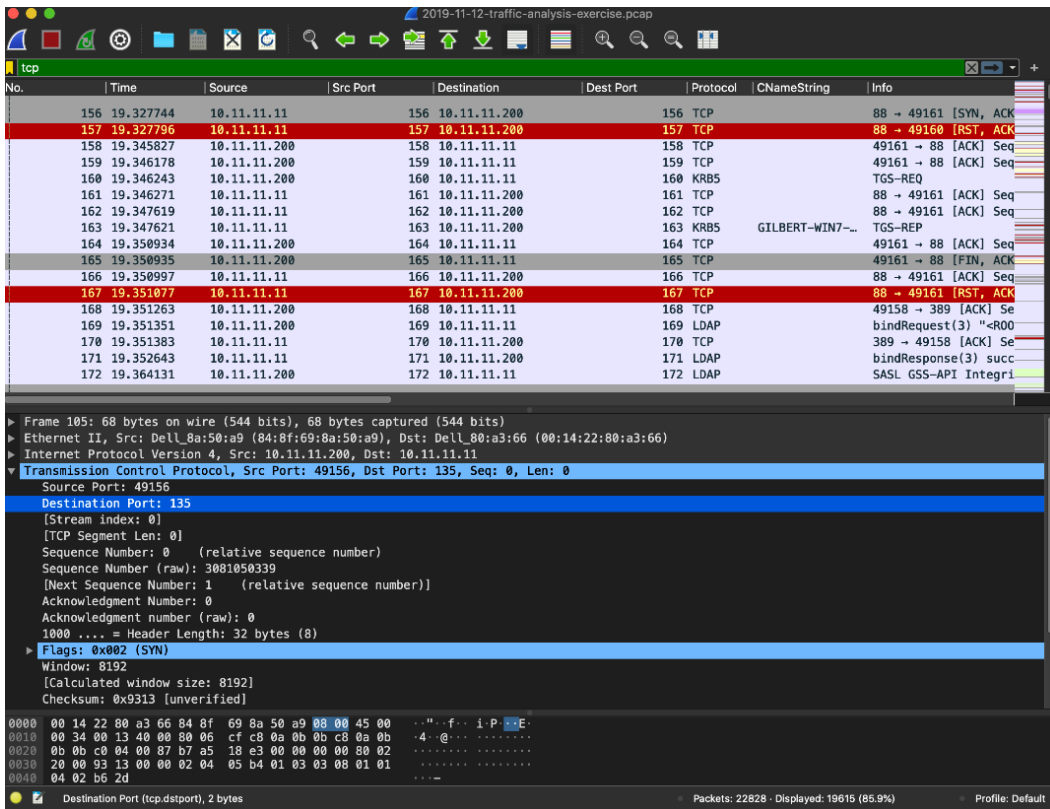 2019-11-12-traffic-analysis-exercise.pcap
tcp
No. Time Source Src Port Destination Dest Port Protocol CNameString Info
156 19.327744 10.11.11.11 156 10.11.11.200 156 TCP 88 → 49161 [SYN, ACK
157 19.327796 10.11.11.11 157 10.11.11.200 157 TCP 88 → 49160 [RST, ACK
158 19.345827 10.11.11.200 158 10.11.11.11 158 TCP 49161 → 88 [ACK] Seq
159 19.346178 10.11.11.200 159 10.11.11.11 159 TCP 49161 → 88 [ACK] Seq
160 19.346243 10.11.11.200 160 10.11.11.11 160 KRB5 TGS-REQ
161 19.346271 10.11.11.11 161 10.11.11.200 161 TCP 88 → 49161 [ACK] Seq
162 19.347619 10.11.11.11 162 10.11.11.200 162 TCP 88 → 49161 [ACK] Seq
163 19.347621 10.11.11.11 163 10.11.11.200 163 KRB5 GILBERT-WIN7-… TGS-REP
164 19.350934 10.11.11.200 164 10.11.11.11 164 TCP 49161 → 88 [ACK] Seq
165 19.350935 10.11.11.200 165 10.11.11.11 165 TCP 49161 → 88 [FIN, ACK
166 19.350997 10.11.11.11 166 10.11.11.200 166 TCP 88 → 49161 [ACK] Seq
167 19.351077 10.11.11.11 167 10.11.11.200 167 TCP 88 → 49161 [RST, ACK
168 19.351263 10.11.11.200 168 10.11.11.11 168 TCP 49158 → 389 [ACK] Se
169 19.351351 10.11.11.200 169 10.11.11.11 169 LDAP bindRequest(3) "<ROO
170 19.351383 10.11.11.11 170 10.11.11.200 170 TCP 389 → 49158 [ACK] Se
171 19.352643 10.11.11.11 171 10.11.11.200 171 LDAP bindResponse(3) succ
172 19.364131 10.11.11.200 172 10.11.11.11 172 LDAP SASL GSS-API Integri
Frame 105: 68 bytes on wire (544 bits), 68 bytes captured (544 bits)
Ethernet II, Src: Dell_8a:50:a9 (84:8f:69:8a:50:a9), Dst: Dell_80:a3:66 (00:14:22:80:a3:66)
Internet Protocol Version 4, Src: 10.11.11.200, Dst: 10.11.11.11
Transmission Control Protocol, Src Port: 49156, Dst Port: 135, Seq: 0, Len: 0
Source Port: 49156
Destination Port: 135
[Stream index: 0]
[TCP Segment Len: 0]
Sequence Number: 0 (relative sequence number)
Sequence Number (raw): 3081050339
[Next Sequence Number: 1 (relative sequence number)]
Acknowledgment Number: 0
Acknowledgment number (raw): 0
1000 .... = Header Length: 32 bytes (8)
Flags: 0x002 (SYN)
Window: 8192
[Calculated window size: 8192]
Checksum: 0x9313 [unverified]
0000 00 14 22 80 a3 66 84 8f 69 8a 50 a9 08 00 45 00 ··"··f·· i·P···E·
0010 00 34 00 13 40 00 80 06 cf c8 0a 0b 0b c8 0a 0b ·4··@··· ········
0020 0b 0b c0 04 00 87 b7 a5 18 e3 00 00 00 00 80 02 ········ ········
0030 20 00 93 13 00 00 02 04 05 b4 01 03 03 08 01 01 ······· ········
0040 04 02 b6 2d ···-
Destination Port (tcp.dstport), 2 bytes Packets: 22828 · Displayed: 19615 (85.9%) Profile: Default